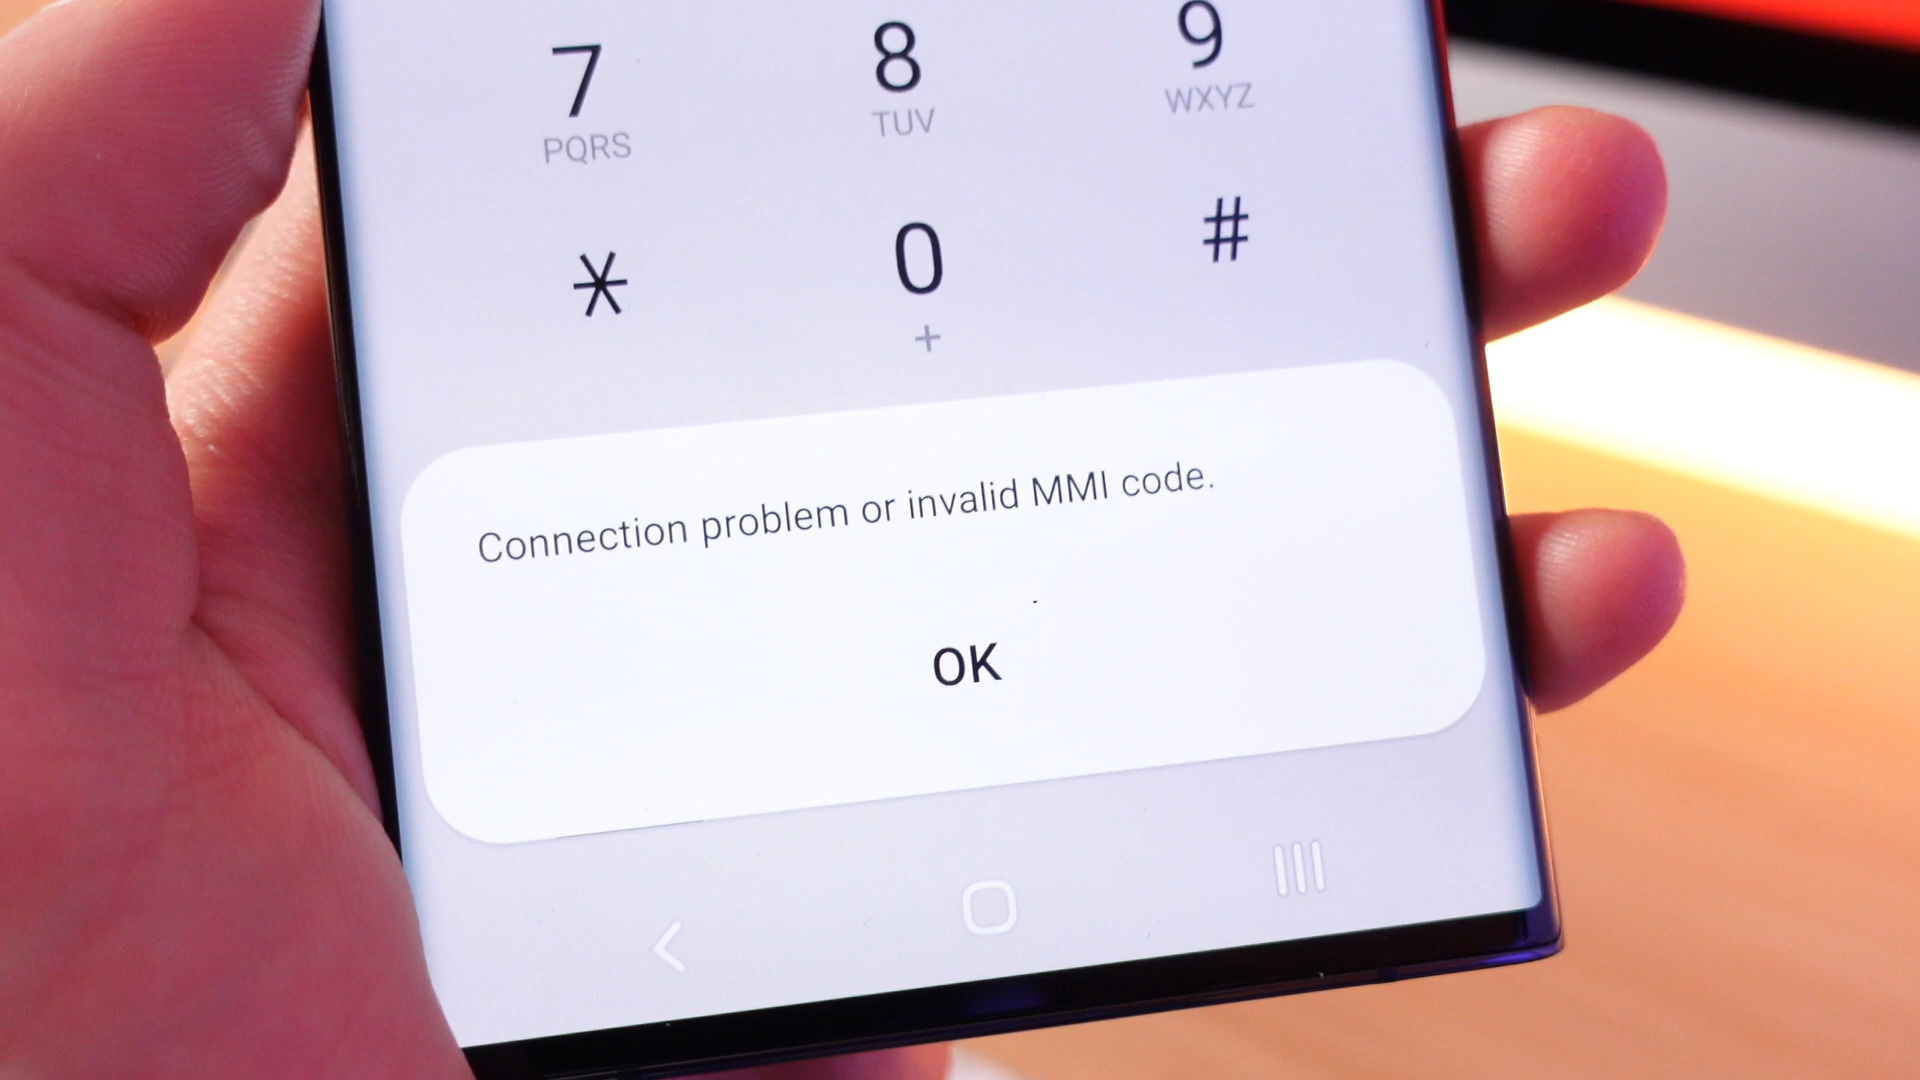 7 8 9
PQRS TUV WXYZ
* 0 #
+
Connection problem or invalid MMI code.
OK